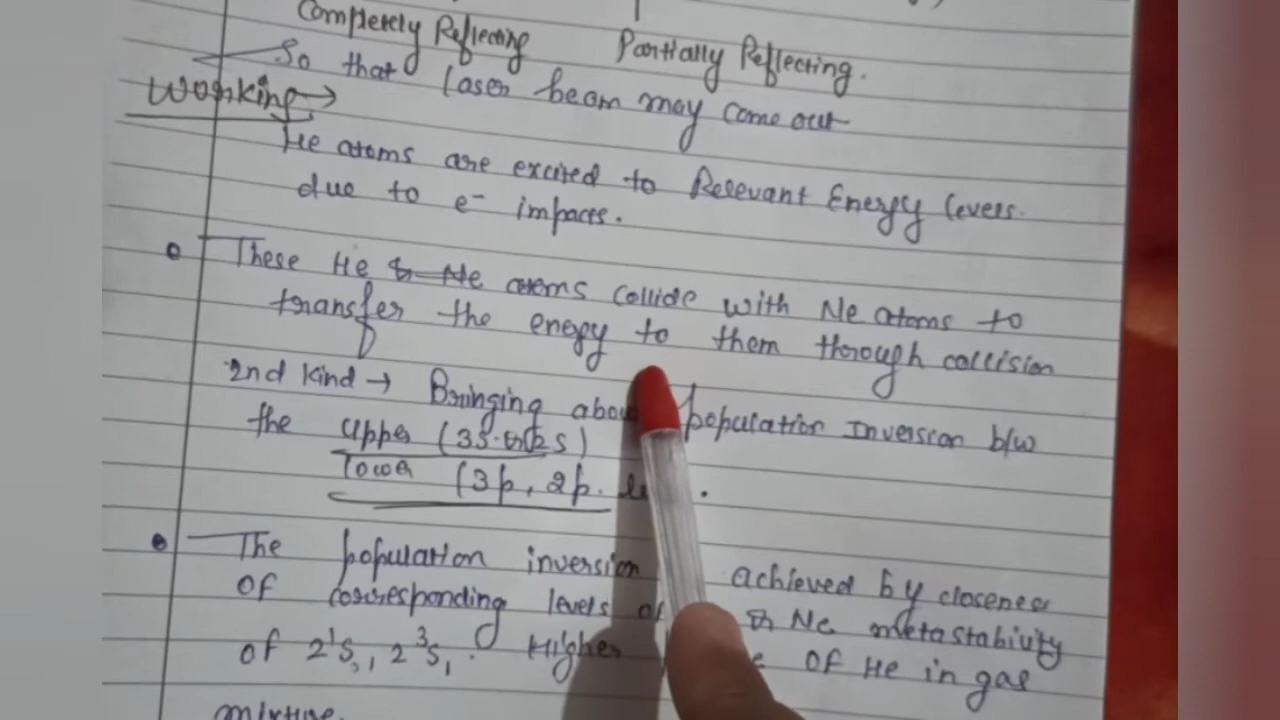 Completely Reflecting Partially Reflecting.
So that laser beam may come out
Working→
He atoms are excited to Relevant Energy levels.
due to e⁻ impacts.
These He & Ne atoms collide with Ne atoms to
transfer the energy to them through collision
2nd kind → Bringing about population Inversion b/w
the upper (3s
lower (3p, 2p.
The population inversion achieved by closeness
of corresponding levels of & Ne metastability
of 2¹s, 2³s, . Higher of He in gas
mixture.